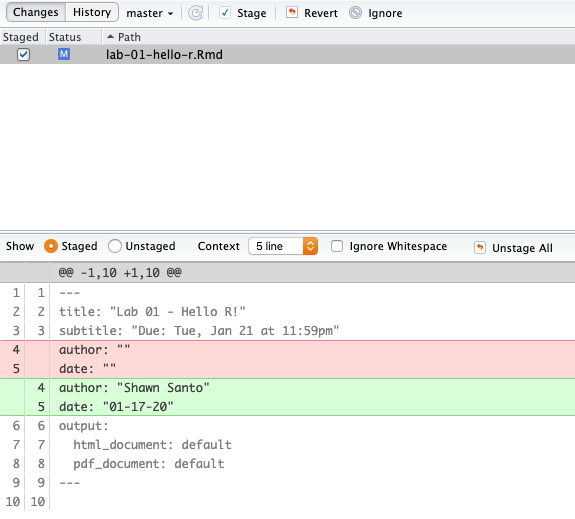 Changes History master Stage Revert Ignore
Staged Status Path
M lab-01-hello-r.Rmd
Show Staged Unstaged Context 5 line Ignore Whitespace Unstage All
@@ -1,10 +1,10 @@
1 1 ---
2 2 title: "Lab 01 - Hello R!"
3 3 subtitle: "Due: Tue, Jan 21 at 11:59pm"
4 author: ""
5 date: ""
4 author: "Shawn Santo"
5 date: "01-17-20"
6 6 output:
7 7 html_document: default
8 8 pdf_document: default
9 9 ---
10 10